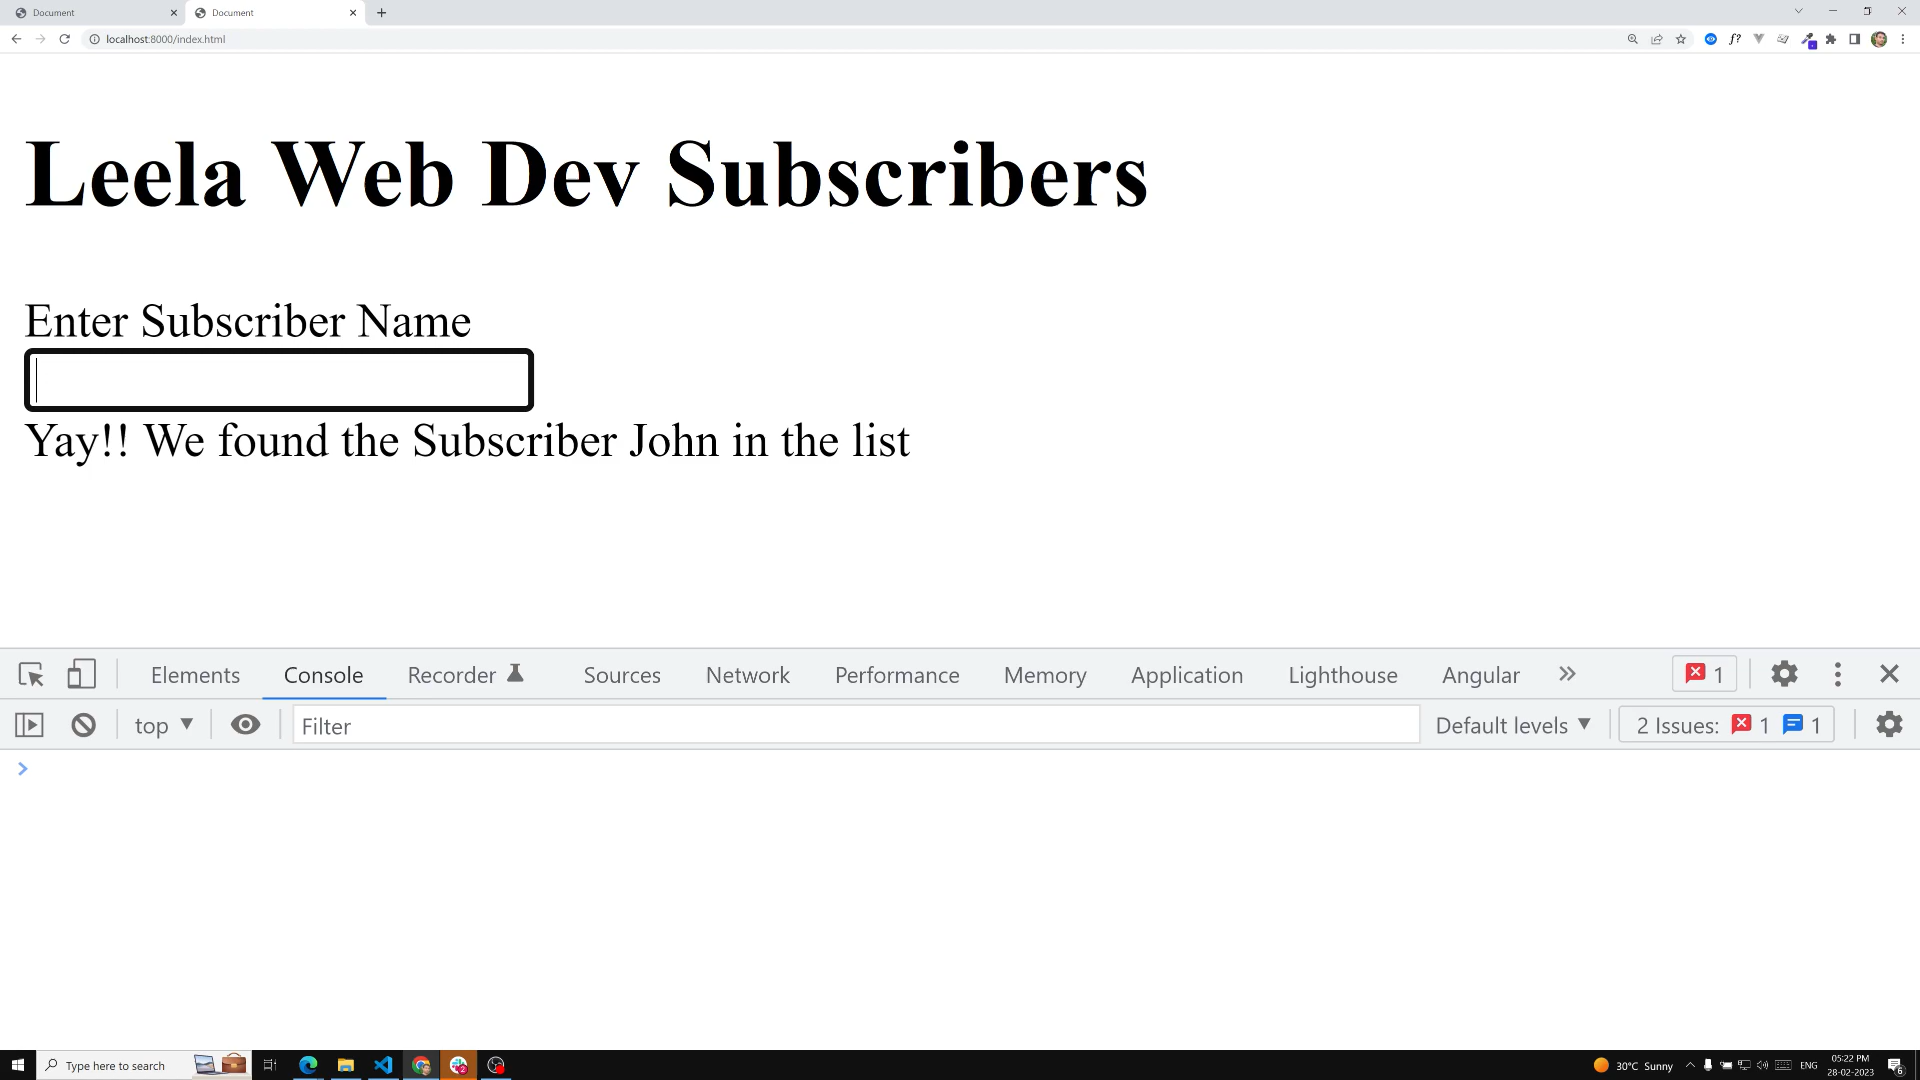 Document
Document
localhost:8000/index.html
f?
Leela Web Dev Subscribers
Enter Subscriber Name
Yay!! We found the Subscriber John in the list
Elements Console Recorder Sources Network Performance Memory Application Lighthouse Angular 1
top Filter Default levels 2 Issues: 1 1
Type here to search
2
30°C Sunny
ENG
05:22 PM
28-02-2023
6